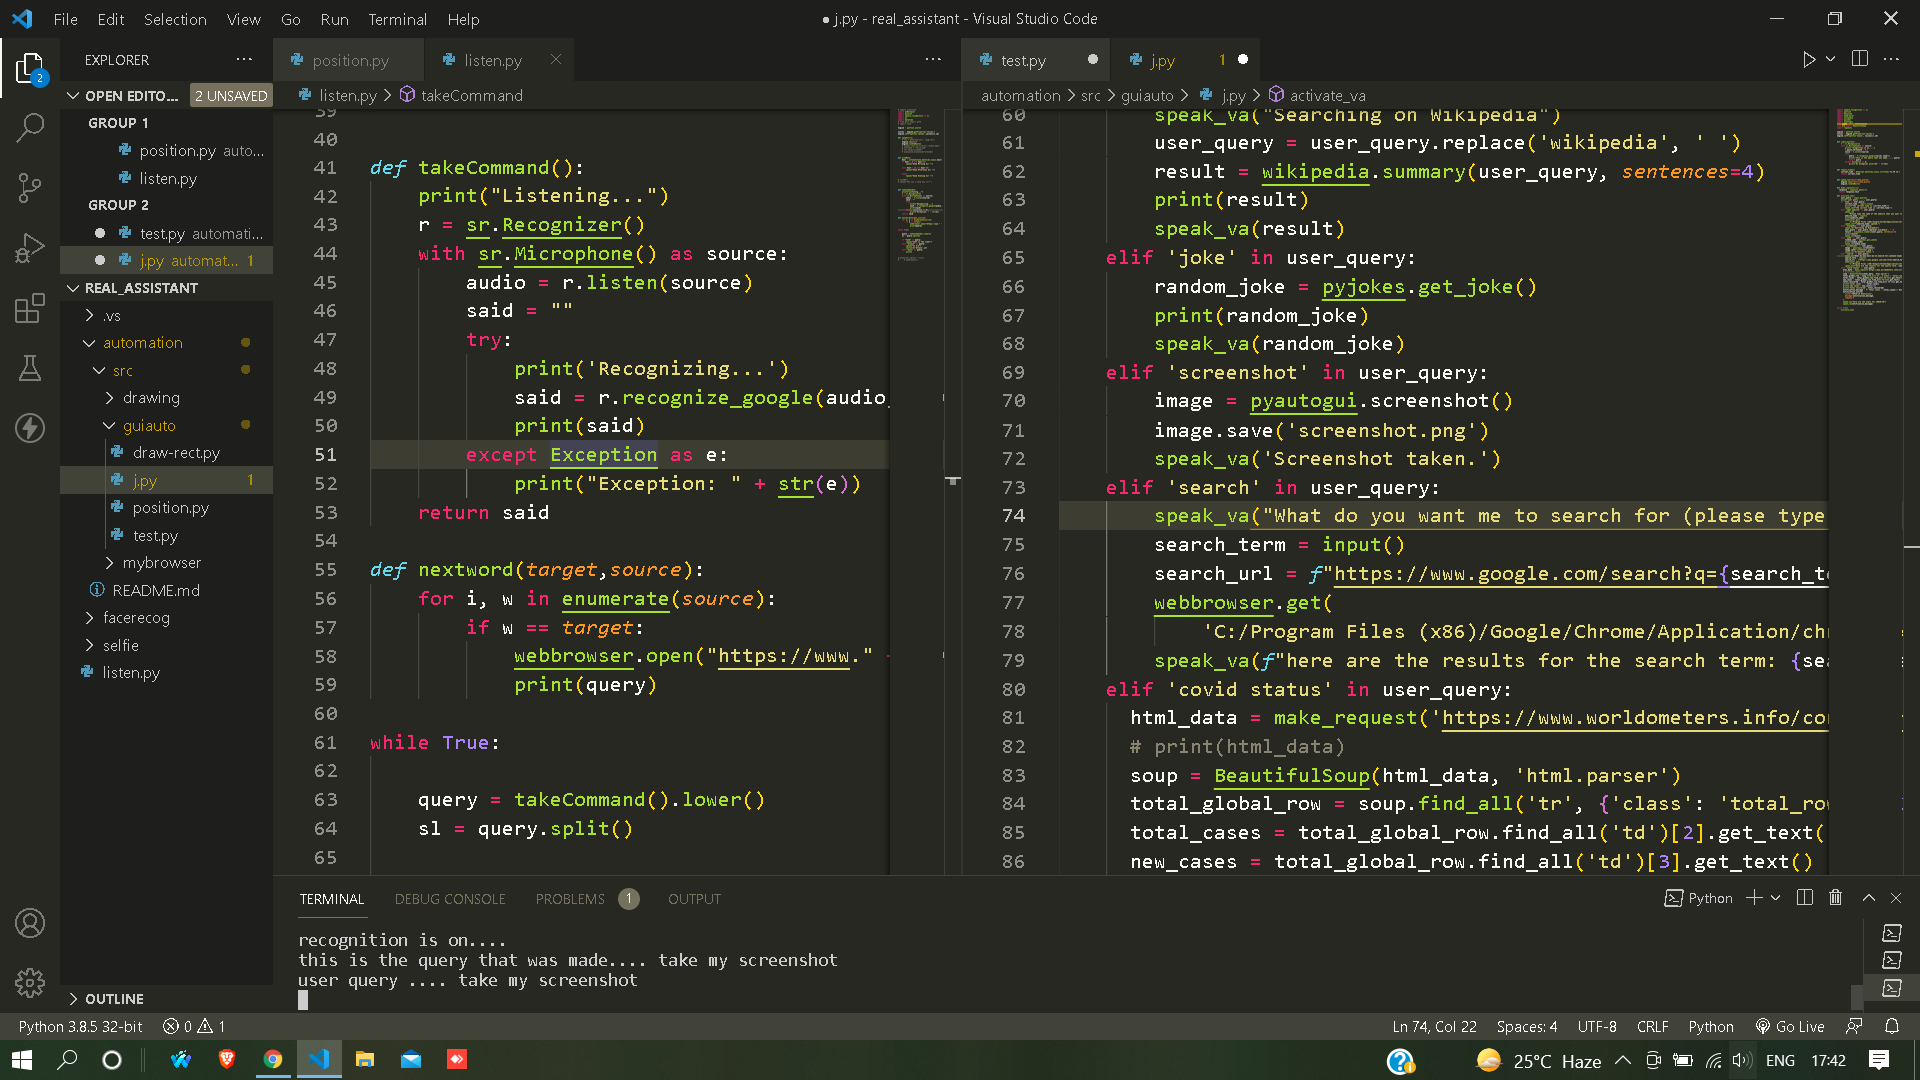 File Edit Selection View Go Run Terminal Help
● j.py - real_assistant - Visual Studio Code
EXPLORER
OPEN EDITO... 2 UNSAVED
GROUP 1
position.py auto...
listen.py
GROUP 2
test.py automati...
j.py automat... 1
REAL_ASSISTANT
.vs
automation
src
drawing
guiauto
draw-rect.py
j.py 1
position.py
test.py
mybrowser
README.md
facerecog
selfie
listen.py
OUTLINE
2
position.py listen.py
listen.py > takeCommand
39
40
41 def takeCommand():
42 print("Listening...")
43 r = sr.Recognizer()
44 with sr.Microphone() as source:
45 audio = r.listen(source)
46 said = ""
47 try:
48 print('Recognizing...')
49 said = r.recognize_google(audio
50 print(said)
51 except Exception as e:
52 print("Exception: " + str(e))
53 return said
54
55 def nextword(target,source):
56 for i, w in enumerate(source):
57 if w == target:
58 webbrowser.open("https://www."
59 print(query)
60
61 while True:
62
63 query = takeCommand().lower()
64 sl = query.split()
65
test.py j.py 1
automation > src > guiauto > j.py > activate_va
60 speak_va("Searching on Wikipedia")
61 user_query = user_query.replace('wikipedia', ' ')
62 result = wikipedia.summary(user_query, sentences=4)
63 print(result)
64 speak_va(result)
65 elif 'joke' in user_query:
66 random_joke = pyjokes.get_joke()
67 print(random_joke)
68 speak_va(random_joke)
69 elif 'screenshot' in user_query:
70 image = pyautogui.screenshot()
71 image.save('screenshot.png')
72 speak_va('Screenshot taken.')
73 elif 'search' in user_query:
74 speak_va("What do you want me to search for (please type
75 search_term = input()
76 search_url = f"https://www.google.com/search?q={search_te
77 webbrowser.get(
78 'C:/Program Files (x86)/Google/Chrome/Application/chr
79 speak_va(f"here are the results for the search term: {sea
80 elif 'covid status' in user_query:
81 html_data = make_request('https://www.worldometers.info/cor
82 # print(html_data)
83 soup = BeautifulSoup(html_data, 'html.parser')
84 total_global_row = soup.find_all('tr', {'class': 'total_row
85 total_cases = total_global_row.find_all('td')[2].get_text(
86 new_cases = total_global_row.find_all('td')[3].get_text()
TERMINAL DEBUG CONSOLE PROBLEMS 1 OUTPUT
Python
recognition is on....
this is the query that was made.... take my screenshot
user query .... take my screenshot
Python 3.8.5 32-bit 0 1
Ln 74, Col 22 Spaces: 4 UTF-8 CRLF Python Go Live
25°C Haze ENG 17:42